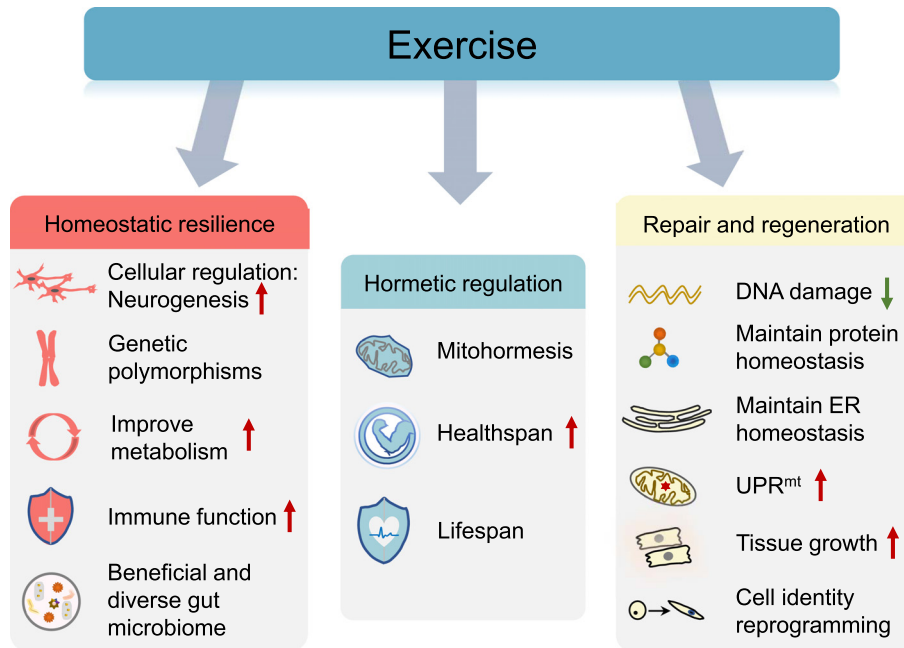 Exercise
Homeostatic resilience
Cellular regulation:
Neurogenesis
Genetic
polymorphisms
Improve
metabolism
Immune function
Beneficial and
diverse gut
microbiome
Hormetic regulation
Mitohormesis
Healthspan
Lifespan
Repair and regeneration
DNA damage
Maintain protein
homeostasis
Maintain ER
homeostasis
UPRᵐᵗ
Tissue growth
Cell identity
reprogramming